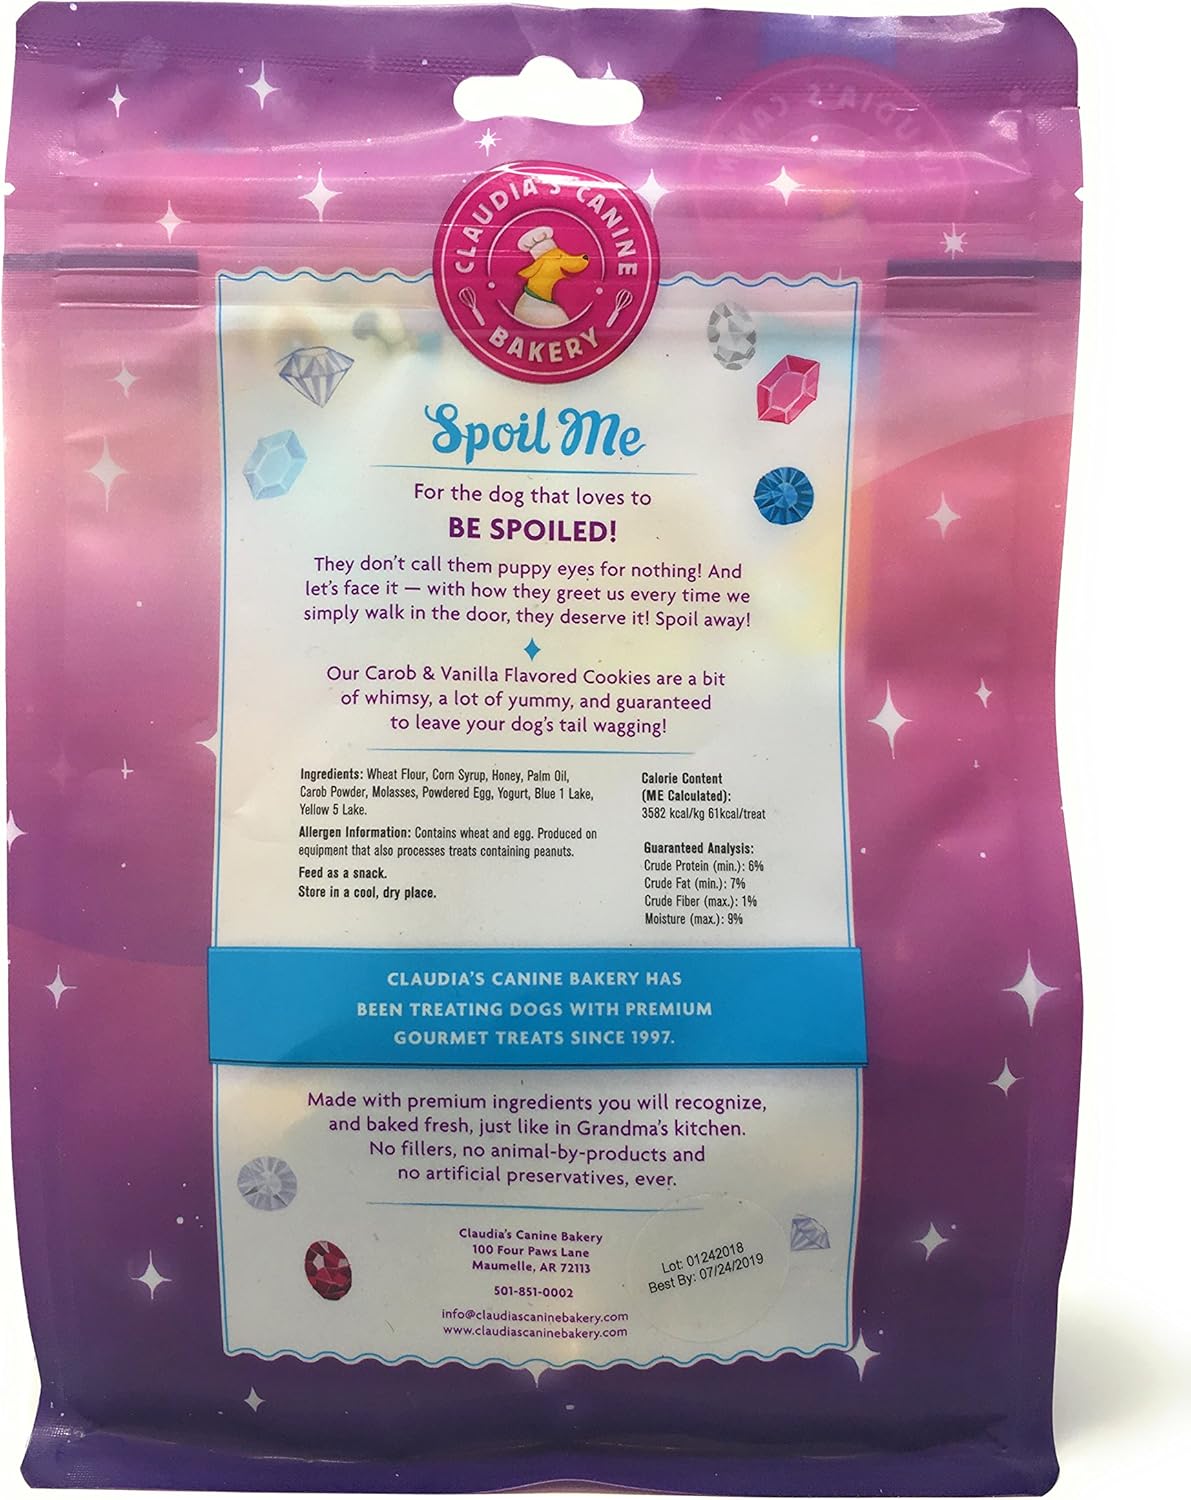 CLAUDIA'S CANINE
BAKERY
Spoil Me
For the dog that loves to
BE SPOILED!
They don't call them puppy eyes for nothing! And
let's face it — with how they greet us every time we
simply walk in the door, they deserve it! Spoil away!
Our Carob & Vanilla Flavored Cookies are a bit
of whimsy, a lot of yummy, and guaranteed
to leave your dog's tail wagging!
Ingredients: Wheat Flour, Corn Syrup, Honey, Palm Oil,
Carob Powder, Molasses, Powdered Egg, Yogurt, Blue 1 Lake,
Yellow 5 Lake.
Allergen Information: Contains wheat and egg. Produced on
equipment that also processes treats containing peanuts.
Feed as a snack.
Store in a cool, dry place.
Calorie Content
(ME Calculated):
3582 kcal/kg 61kcal/treat
Guaranteed Analysis:
Crude Protein (min.): 6%
Crude Fat (min.): 7%
Crude Fiber (max.): 1%
Moisture (max.): 9%
CLAUDIA'S CANINE BAKERY HAS
BEEN TREATING DOGS WITH PREMIUM
GOURMET TREATS SINCE 1997.
Made with premium ingredients you will recognize,
and baked fresh, just like in Grandma's kitchen.
No fillers, no animal-by-products and
no artificial preservatives, ever.
Claudia's Canine Bakery
100 Four Paws Lane
Maumelle, AR 72113
501-851-0002
info@claudiascaninebakery.com
www.claudiascaninebakery.com
Lot: 01242018
Best By: 07/24/2019